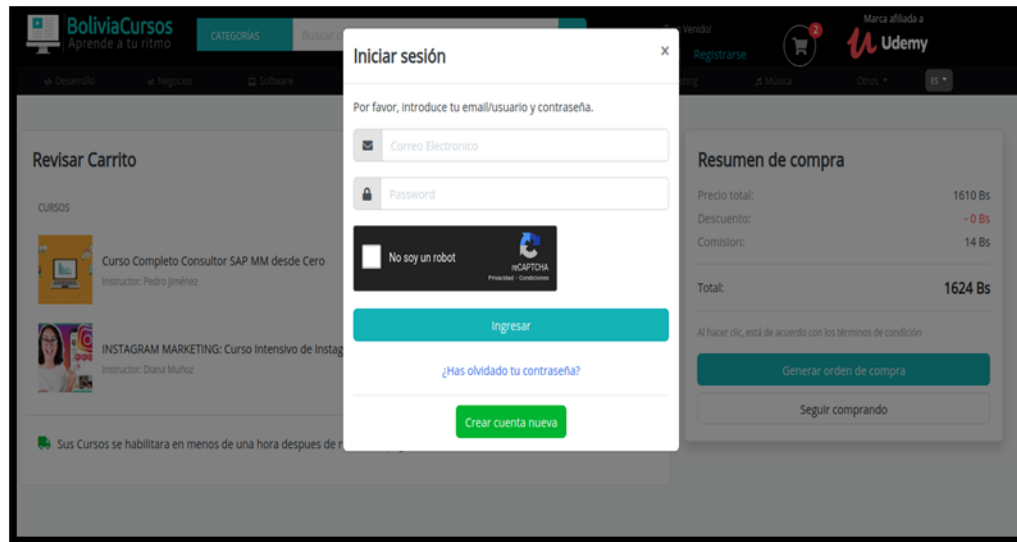 BoliviaCursos
Aprende a tu ritmo
CATEGORÍAS
Buscar
Registrarse
2
Marca afiliada a
Udemy
Desarrollo
Negocios
Software
Música
Otros
ES
Iniciar sesión
x
Por favor, introduce tu email/usuario y contraseña.
Correo Electronico
Password
No soy un robot
reCAPTCHA
Privacidad - Condiciones
Ingresar
¿Has olvidado tu contraseña?
Crear cuenta nueva
Revisar Carrito
CURSOS
Curso Completo Consultor SAP MM desde Cero
Instructor: Pedro Jiménez
INSTAGRAM MARKETING: Curso Intensivo de Instag
Instructor: Diana Muñoz
Sus Cursos se habilitara en menos de una hora despues de r
Resumen de compra
Precio total: 1610 Bs
Descuento: - 0 Bs
Comision: 14 Bs
Total: 1624 Bs
Al hacer clic, está de acuerdo con los términos de condición
Generar orden de compra
Seguir comprando